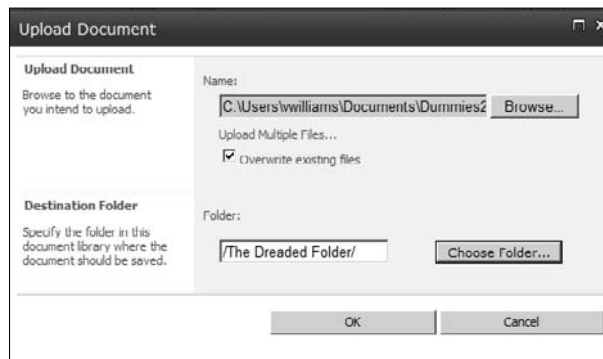 Upload Document
Upload Document
Browse to the document
you intend to upload.
Name:
C:\Users\wwilliams\Documents\Dummies2
Browse...
Upload Multiple Files...
Overwrite existing files
Destination Folder
Specify the folder in this
document library where the
document should be saved.
Folder:
/The Dreaded Folder/
Choose Folder...
OK
Cancel